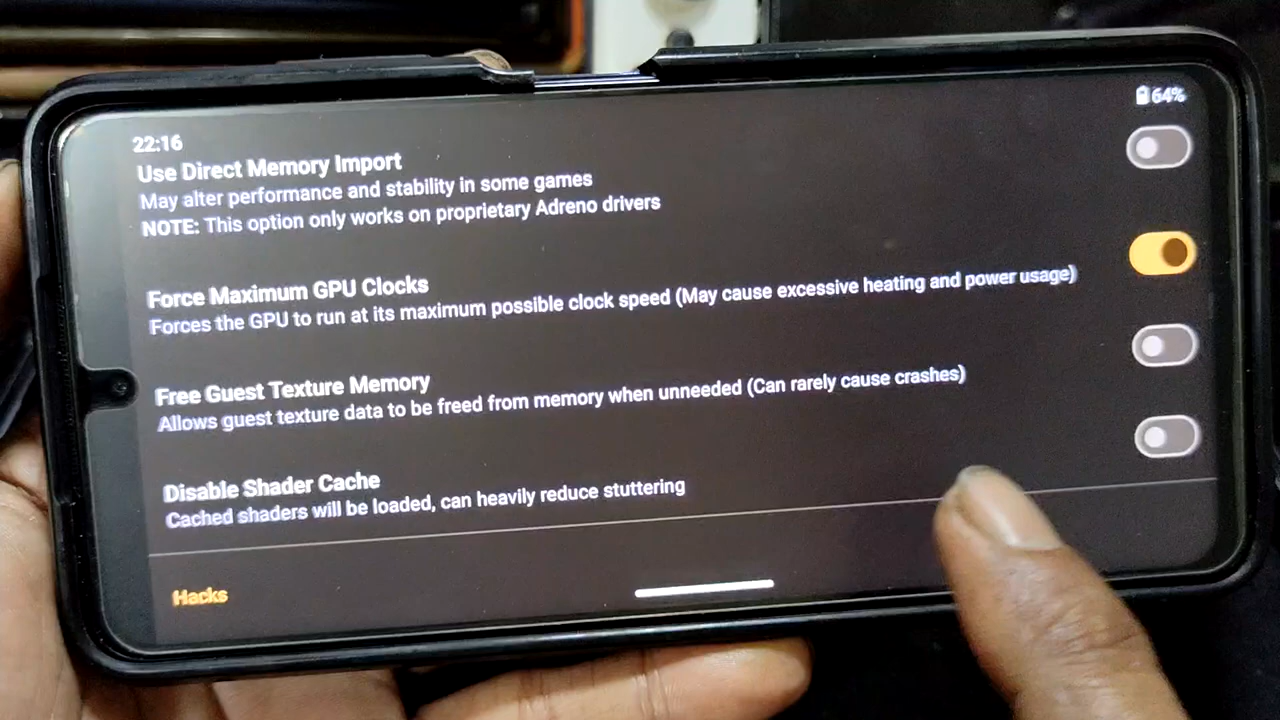 22:16
64%
Use Direct Memory Import
May alter performance and stability in some games
NOTE: This option only works on proprietary Adreno drivers
Force Maximum GPU Clocks
Forces the GPU to run at its maximum possible clock speed (May cause excessive heating and power usage)
Free Guest Texture Memory
Allows guest texture data to be freed from memory when unneeded (Can rarely cause crashes)
Disable Shader Cache
Cached shaders will be loaded, can heavily reduce stuttering
Hacks